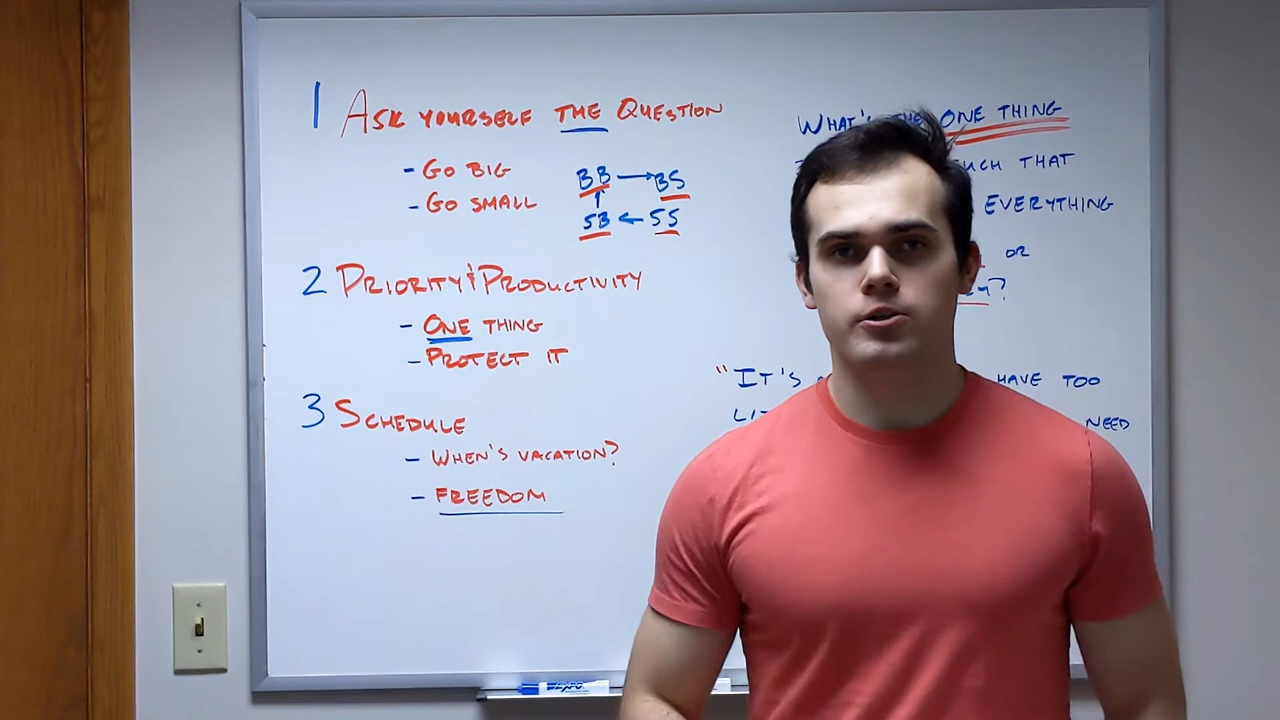 1 ASK YOURSELF THE QUESTION
- GO BIG
- GO SMALL
BB → BS
↑
SB ← SS
2 PRIORITY & PRODUCTIVITY
- ONE THING
- PROTECT IT
3 SCHEDULE
- WHEN'S VACATION?
- FREEDOM
WHAT'S THE ONE THING
SUCH THAT
EVERYTHING
OR
"IT'S HAVE TOO
NEED
EXPO